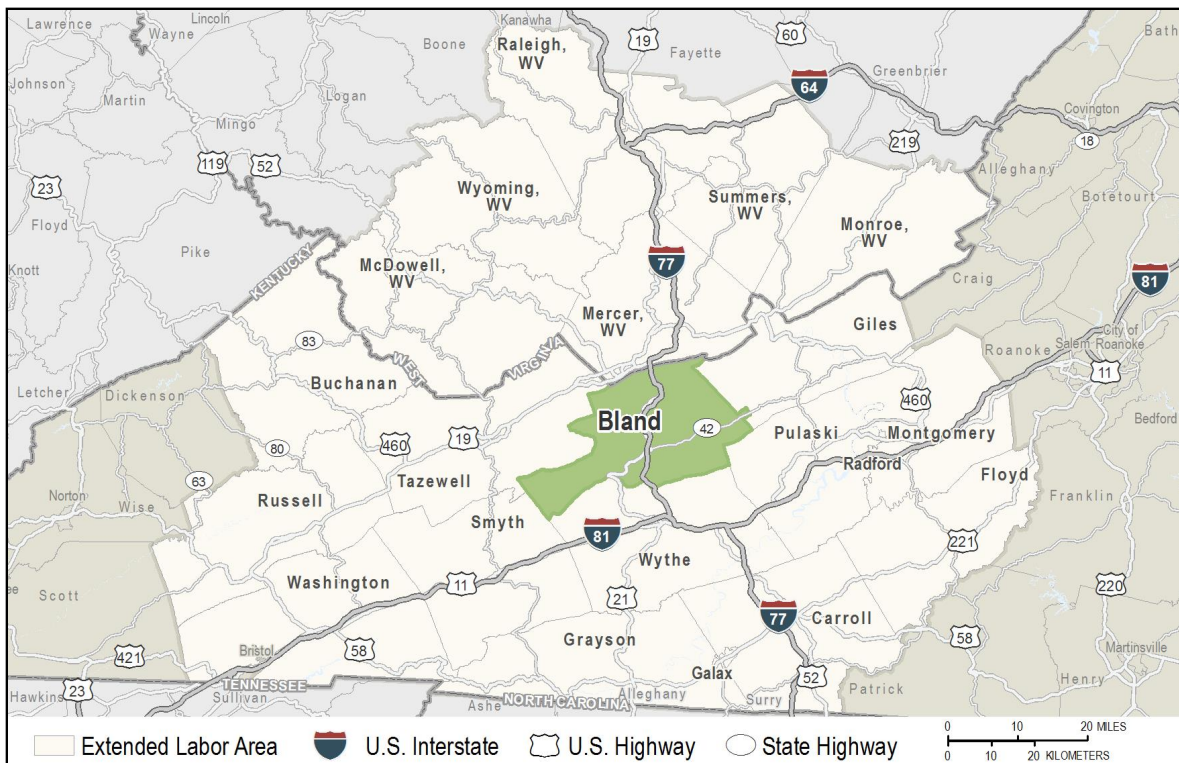 Lawrence
Lincoln
Wayne
Kanawha
Boone
Raleigh,
WV
19
Fayette
60
Bath
Greenbrier
64
Johnson
Martin
Logan
Mingo
Covington
18
119
52
219
23
Alleghany
Wyoming,
WV
Summers,
WV
Botetourt
Floyd
Pike
Monroe,
WV
Knott
KENTUCKY
McDowell,
WV
77
Craig
81
Mercer,
WV
Giles
City of
Salem
Roanoke
Roanoke
83
WEST
VIRGINIA
11
Letcher
Dickenson
Buchanan
460
Bland
42
Bedford
80
460
19
Pulaski
Montgomery
Radford
63
Tazewell
Floyd
Norton
Wise
Russell
Smyth
Franklin
81
Wythe
221
Washington
11
21
220
Scott
77
Carroll
58
Grayson
Bristol
58
421
Galax
Martinsville
TENNESSEE
52
Henry
Hawkins
23
Sullivan
NORTH CAROLINA
Alleghany
Ashe
Surry
Patrick
Extended Labor Area
U.S. Interstate
U.S. Highway
State Highway
0 10 20 MILES
0 10 20 KILOMETERS